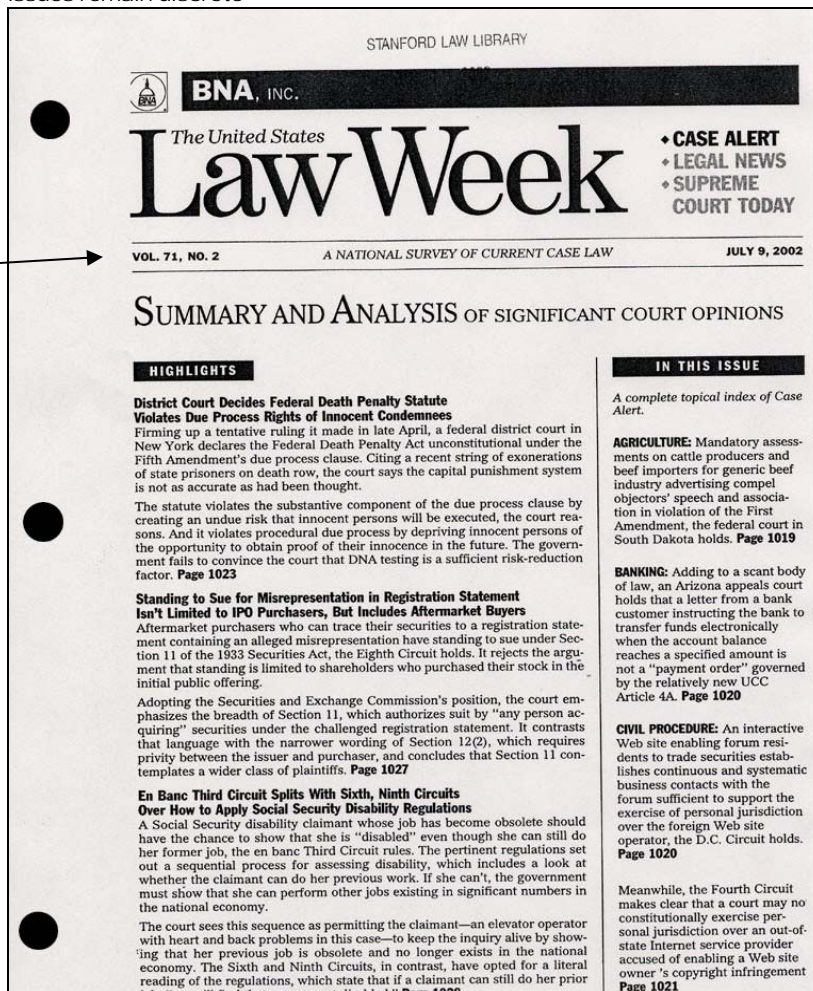 issues remain discrete
STANFORD LAW LIBRARY
BNA
BNA, INC.
The United States
Law Week
◆ CASE ALERT
◆ LEGAL NEWS
◆ SUPREME
COURT TODAY
VOL. 71, NO. 2 A NATIONAL SURVEY OF CURRENT CASE LAW JULY 9, 2002
SUMMARY AND ANALYSIS OF SIGNIFICANT COURT OPINIONS
HIGHLIGHTS
District Court Decides Federal Death Penalty Statute
Violates Due Process Rights of Innocent Condemnees
Firming up a tentative ruling it made in late April, a federal district court in
New York declares the Federal Death Penalty Act unconstitutional under the
Fifth Amendment's due process clause. Citing a recent string of exonerations
of state prisoners on death row, the court says the capital punishment system
is not as accurate as had been thought.
The statute violates the substantive component of the due process clause by
creating an undue risk that innocent persons will be executed, the court rea-
sons. And it violates procedural due process by depriving innocent persons of
the opportunity to obtain proof of their innocence in the future. The govern-
ment fails to convince the court that DNA testing is a sufficient risk-reduction
factor. Page 1023
Standing to Sue for Misrepresentation in Registration Statement
Isn't Limited to IPO Purchasers, But Includes Aftermarket Buyers
Aftermarket purchasers who can trace their securities to a registration state-
ment containing an alleged misrepresentation have standing to sue under Sec-
tion 11 of the 1933 Securities Act, the Eighth Circuit holds. It rejects the argu-
ment that standing is limited to shareholders who purchased their stock in the
initial public offering.
Adopting the Securities and Exchange Commission's position, the court em-
phasizes the breadth of Section 11, which authorizes suit by "any person ac-
quiring" securities under the challenged registration statement. It contrasts
that language with the narrower wording of Section 12(2), which requires
privity between the issuer and purchaser, and concludes that Section 11 con-
templates a wider class of plaintiffs. Page 1027
En Banc Third Circuit Splits With Sixth, Ninth Circuits
Over How to Apply Social Security Disability Regulations
A Social Security disability claimant whose job has become obsolete should
have the chance to show that she is "disabled" even though she can still do
her former job, the en banc Third Circuit rules. The pertinent regulations set
out a sequential process for assessing disability, which includes a look at
whether the claimant can do her previous work. If she can't, the government
must show that she can perform other jobs existing in significant numbers in
the national economy.
The court sees this sequence as permitting the claimant—an elevator operator
with heart and back problems in this case—to keep the inquiry alive by show-
ing that her previous job is obsolete and no longer exists in the national
economy. The Sixth and Ninth Circuits, in contrast, have opted for a literal
reading of the regulations, which state that if a claimant can still do her prior
IN THIS ISSUE
A complete topical index of Case
Alert.
AGRICULTURE: Mandatory assess-
ments on cattle producers and
beef importers for generic beef
industry advertising compel
objectors' speech and associa-
tion in violation of the First
Amendment, the federal court in
South Dakota holds. Page 1019
BANKING: Adding to a scant body
of law, an Arizona appeals court
holds that a letter from a bank
customer instructing the bank to
transfer funds electronically
when the account balance
reaches a specified amount is
not a "payment order" governed
by the relatively new UCC
Article 4A. Page 1020
CIVIL PROCEDURE: An interactive
Web site enabling forum resi-
dents to trade securities estab-
lishes continuous and systematic
business contacts with the
forum sufficient to support the
exercise of personal jurisdiction
over the foreign Web site
operator, the D.C. Circuit holds.
Page 1020
Meanwhile, the Fourth Circuit
makes clear that a court may no
constitutionally exercise per-
sonal jurisdiction over an out-of-
state Internet service provider
accused of enabling a Web site
owner 's copyright infringement
Page 1021